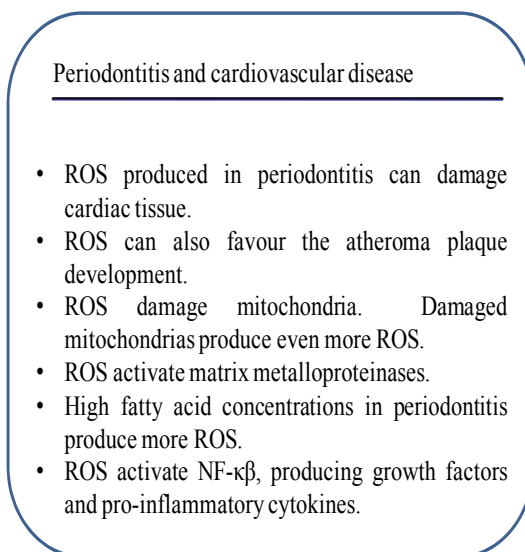 Periodontitis and cardiovascular disease
• ROS produced in periodontitis can damage
cardiac tissue.
• ROS can also favour the atheroma plaque
development.
• ROS damage mitochondria. Damaged
mitochondrias produce even more ROS.
• ROS activate matrix metalloproteinases.
• High fatty acid concentrations in periodontitis
produce more ROS.
• ROS activate NF-κβ, producing growth factors
and pro-inflammatory cytokines.